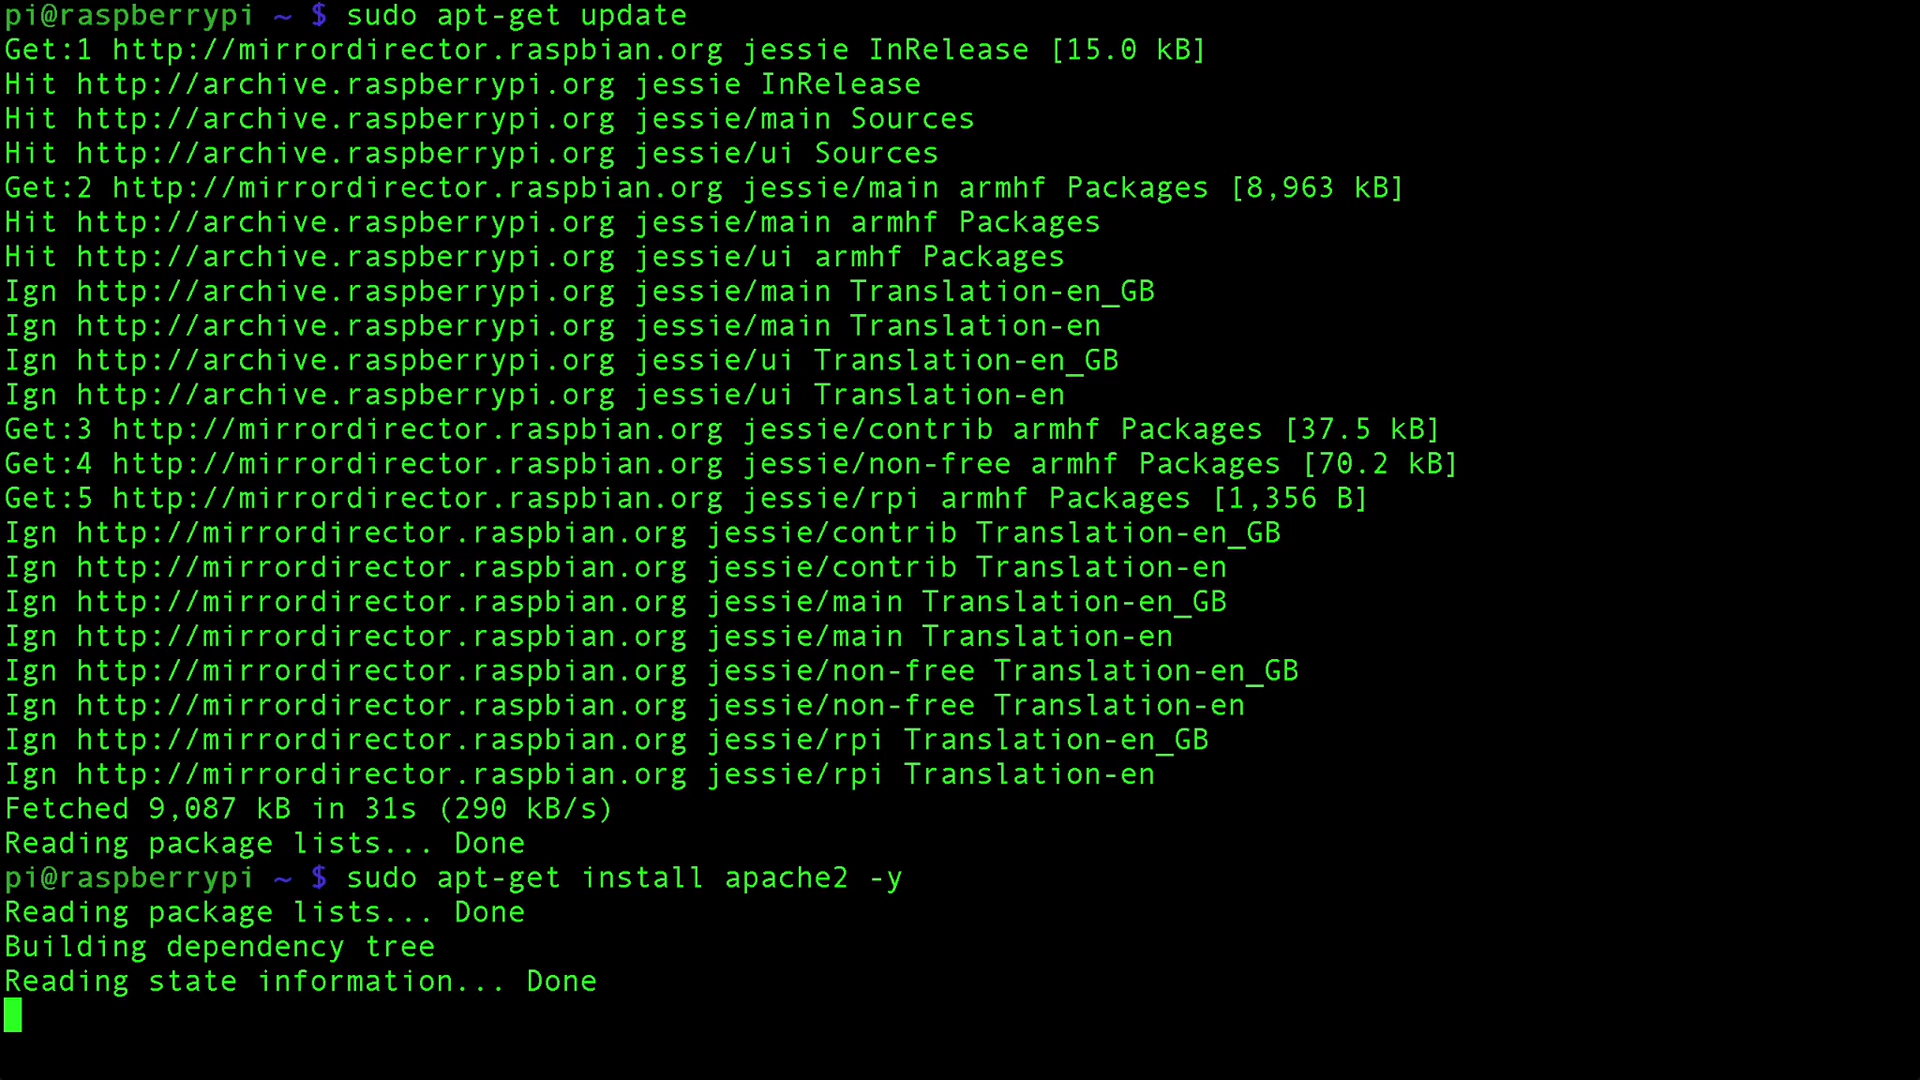 pi@raspberrypi ~ $ sudo apt-get update
Get:1 http://mirrordirector.raspbian.org jessie InRelease [15.0 kB]
Hit http://archive.raspberrypi.org jessie InRelease
Hit http://archive.raspberrypi.org jessie/main Sources
Hit http://archive.raspberrypi.org jessie/ui Sources
Get:2 http://mirrordirector.raspbian.org jessie/main armhf Packages [8,963 kB]
Hit http://archive.raspberrypi.org jessie/main armhf Packages
Hit http://archive.raspberrypi.org jessie/ui armhf Packages
Ign http://archive.raspberrypi.org jessie/main Translation-en_GB
Ign http://archive.raspberrypi.org jessie/main Translation-en
Ign http://archive.raspberrypi.org jessie/ui Translation-en_GB
Ign http://archive.raspberrypi.org jessie/ui Translation-en
Get:3 http://mirrordirector.raspbian.org jessie/contrib armhf Packages [37.5 kB]
Get:4 http://mirrordirector.raspbian.org jessie/non-free armhf Packages [70.2 kB]
Get:5 http://mirrordirector.raspbian.org jessie/rpi armhf Packages [1,356 B]
Ign http://mirrordirector.raspbian.org jessie/contrib Translation-en_GB
Ign http://mirrordirector.raspbian.org jessie/contrib Translation-en
Ign http://mirrordirector.raspbian.org jessie/main Translation-en_GB
Ign http://mirrordirector.raspbian.org jessie/main Translation-en
Ign http://mirrordirector.raspbian.org jessie/non-free Translation-en_GB
Ign http://mirrordirector.raspbian.org jessie/non-free Translation-en
Ign http://mirrordirector.raspbian.org jessie/rpi Translation-en_GB
Ign http://mirrordirector.raspbian.org jessie/rpi Translation-en
Fetched 9,087 kB in 31s (290 kB/s)
Reading package lists... Done
pi@raspberrypi ~ $ sudo apt-get install apache2 -y
Reading package lists... Done
Building dependency tree
Reading state information... Done